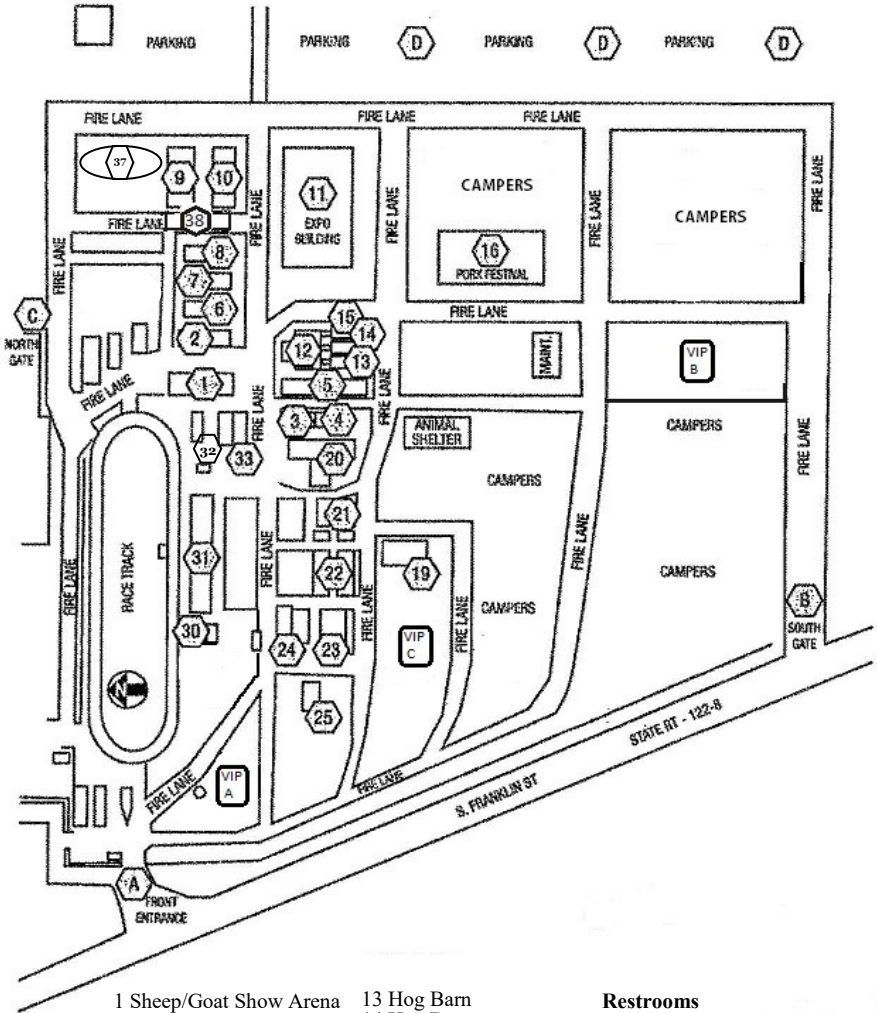 PARKING
PARKING
D
PARKING
D
PARKING
D
FIRE LANE
FIRE LANE
FIRE LANE
37
9
10
11
EXPO
BUILDING
CAMPERS
CAMPERS
FIRE LANE
FIRE LANE
FIRE LANE
FIRE LANE
FIRE LANE
FIRE LANE
38
8
16
PORK FESTIVAL
7
6
C
NORTH
GATE
2
15
FIRE LANE
14
12
13
MAINT.
VIP
B
1
5
FIRE LANE
3
4
ANIMAL
SHELTER
CAMPERS
32
33
FIRE LANE
20
CAMPERS
FIRE LANE
21
31
RACE TRACK
FIRE LANE
FIRE LANE
22
19
FIRE LANE
CAMPERS
FIRE LANE
CAMPERS
FIRE LANE
B
SOUTH
GATE
30
24
23
VIP
C
N
25
STATE RT - 122-8
FIRE LANE
VIP
A
FIRE LANE
S. FRANKLIN ST
A
FRONT
ENTRANCE
1 Sheep/Goat Show Arena
13 Hog Barn
Restrooms